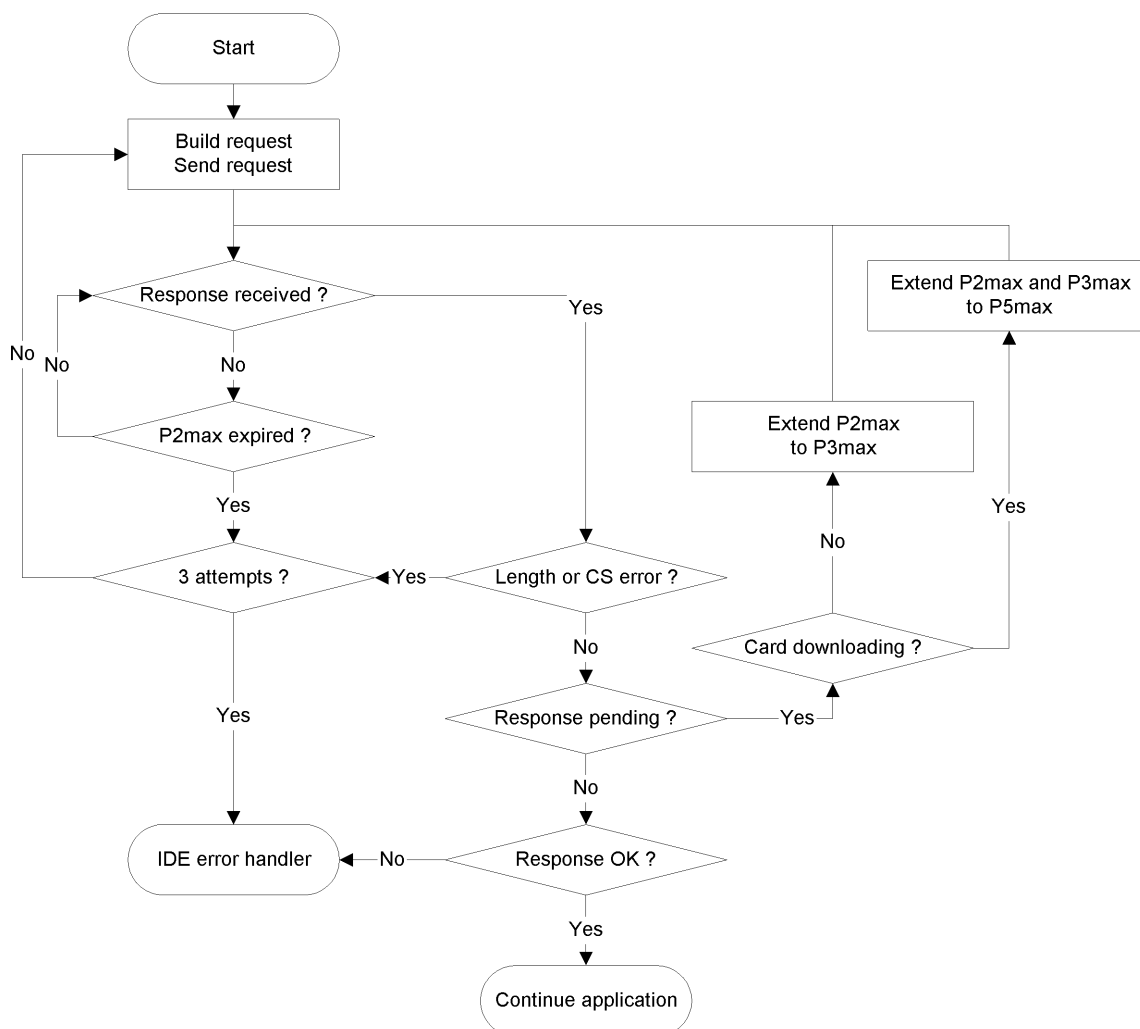 Start
Build request
Send request
Response received ?
Yes
Extend P2max and P3max
to P5max
No
No
No
P2max expired ?
Extend P2max
to P3max
Yes
Yes
No
3 attempts ?
Yes
Length or CS error ?
No
Card downloading ?
Yes
Response pending ?
Yes
No
IDE error handler
No
Response OK ?
Yes
Continue application